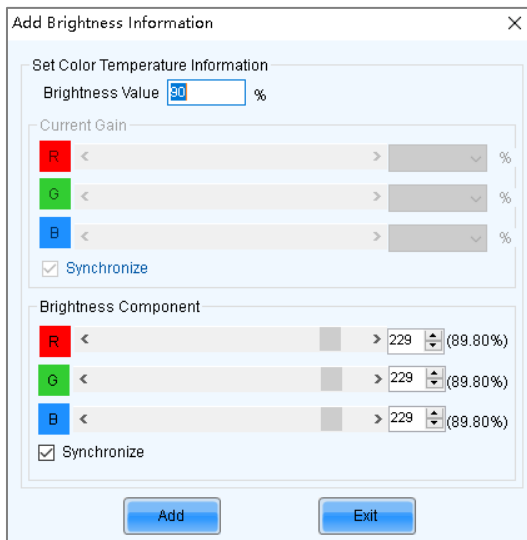 Add Brightness Information
Set Color Temperature Information
Brightness Value 90 %
Current Gain
R %
G %
B %
Synchronize
Brightness Component
R 229 (89.80%)
G 229 (89.80%)
B 229 (89.80%)
Synchronize
Add Exit